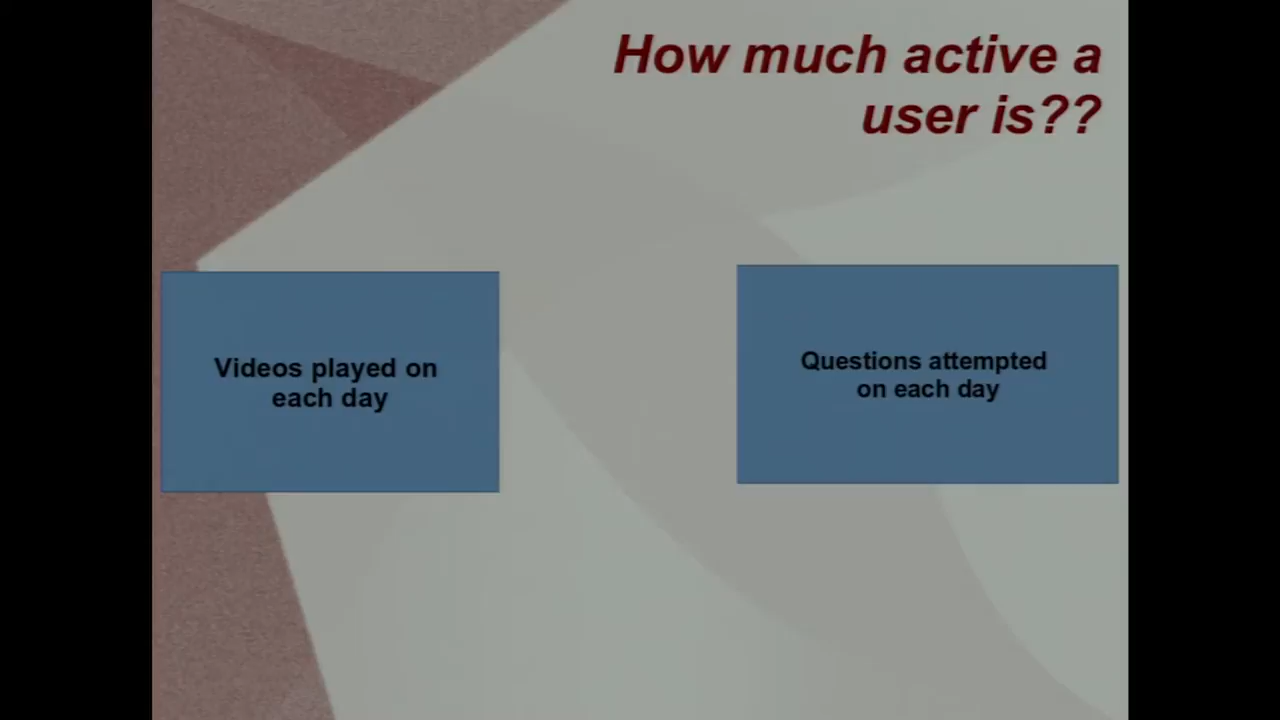 How much active a
user is??
Videos played on
each day
Questions attempted
on each day